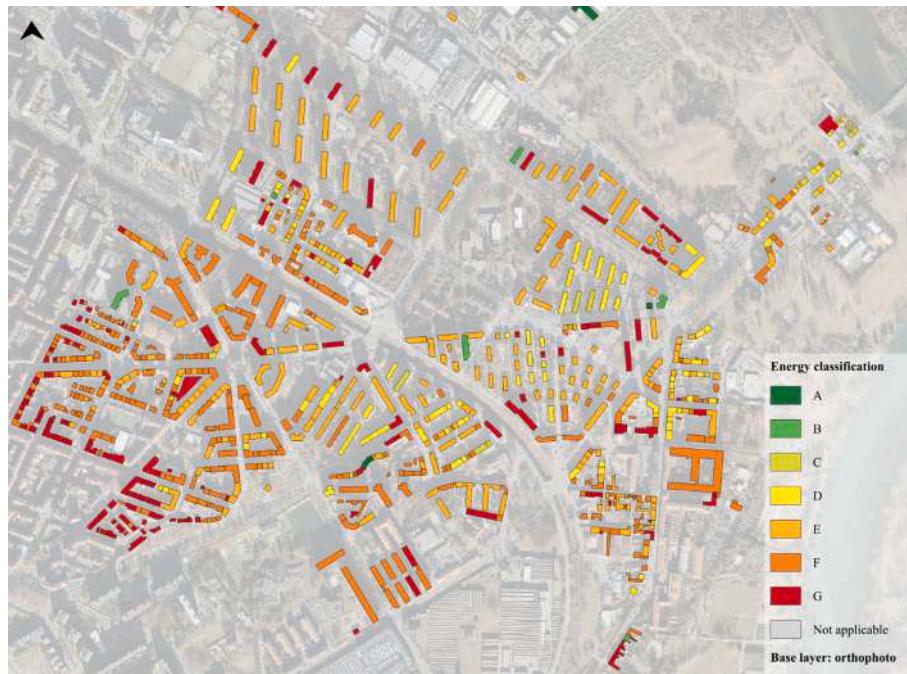 Energy classification
A
B
C
D
E
F
G
Not applicable
Base layer: orthophoto